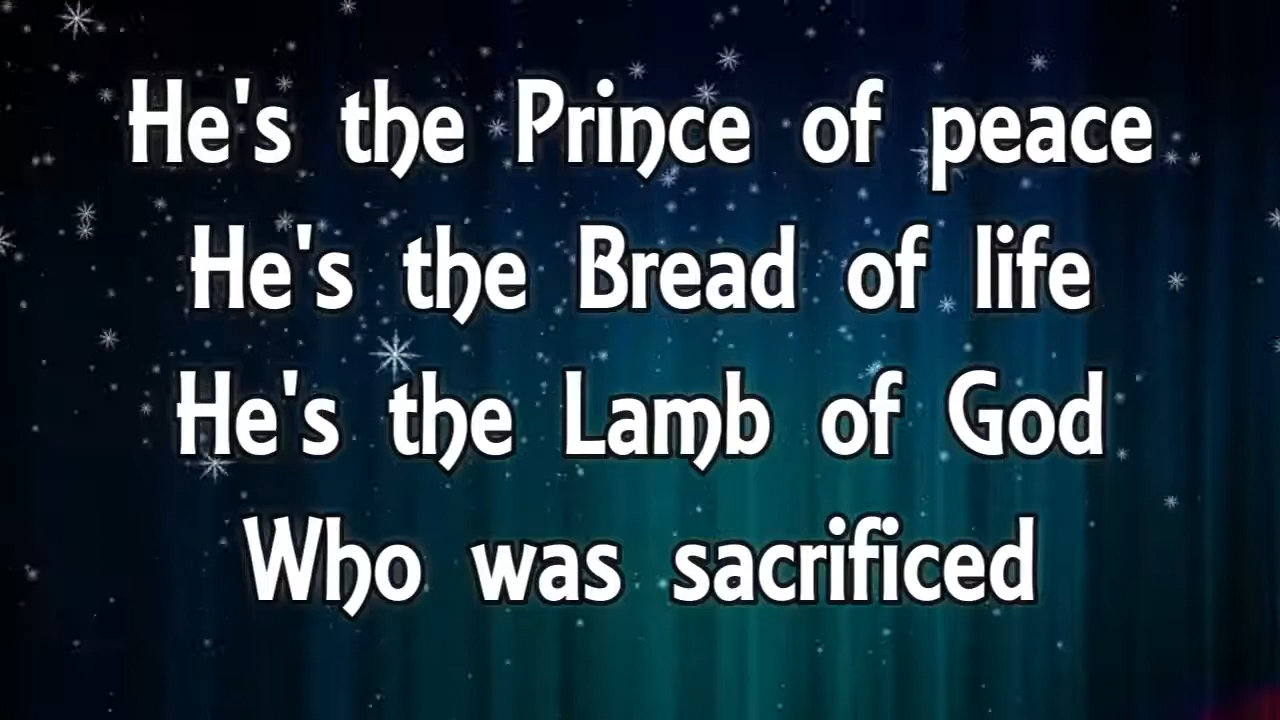 He's the Prince of peace
He's the Bread of life
He's the Lamb of God
Who was sacrificed